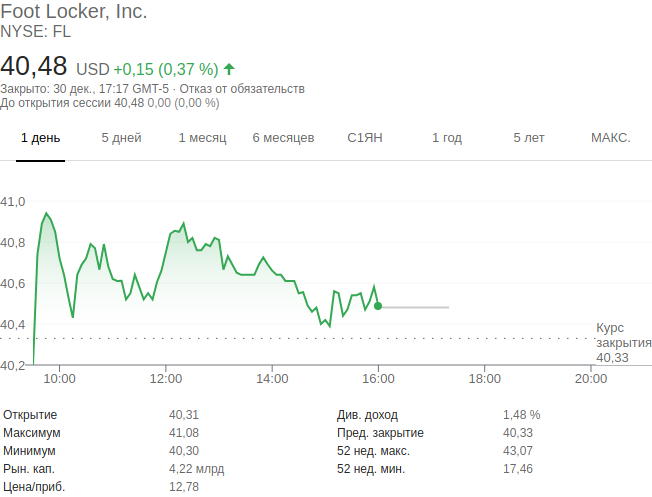 Foot Locker, Inc.
NYSE: FL
40,48 USD +0,15 (0,37 %)
Закрыто: 30 дек., 17:17 GMT-5 · Отказ от обязательств
До открытия сессии 40,48 0,00 (0,00 %)
1 день 5 дней 1 месяц 6 месяцев С1ЯН 1 год 5 лет МАКС.
41,0
40,8
40,6
40,4
Курс
закрытия
40,33
40,2
10:00 12:00 14:00 16:00 18:00 20:00
Открытие 40,31 Див. доход 1,48 %
Максимум 41,08 Пред. закрытие 40,33
Минимум 40,30 52 нед. макс. 43,07
Рын. кап. 4,22 млрд 52 нед. мин. 17,46
Цена/приб. 12,78